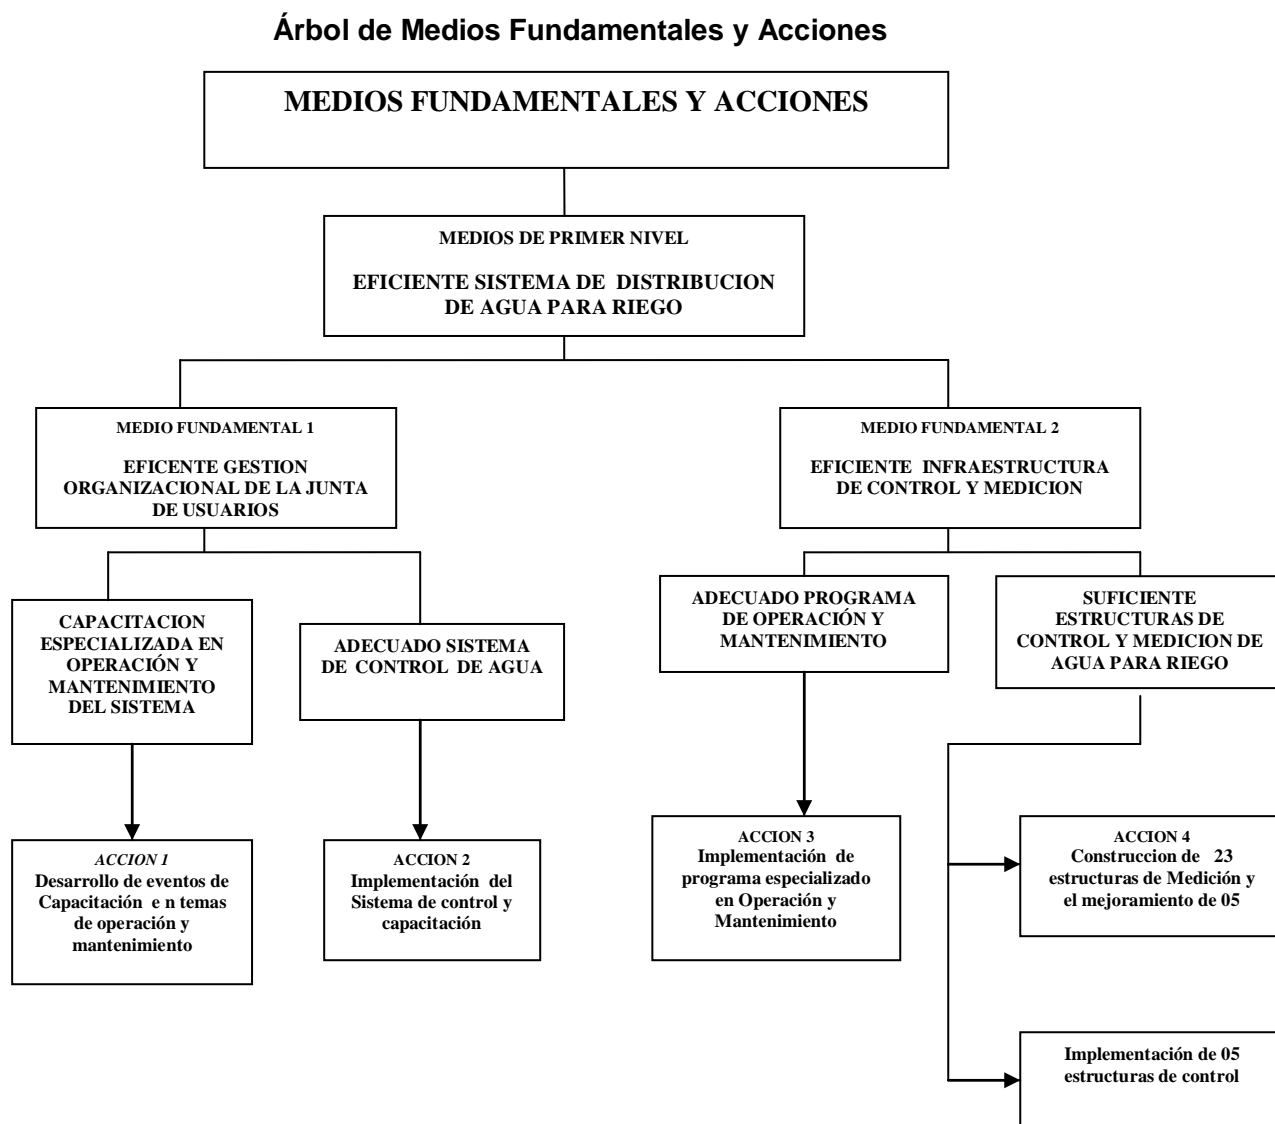 Árbol de Medios Fundamentales y Acciones
MEDIOS FUNDAMENTALES Y ACCIONES
MEDIOS DE PRIMER NIVEL
EFICIENTE SISTEMA DE DISTRIBUCION
DE AGUA PARA RIEGO
MEDIO FUNDAMENTAL 1
EFICENTE GESTION
ORGANIZACIONAL DE LA JUNTA
DE USUARIOS
MEDIO FUNDAMENTAL 2
EFICIENTE INFRAESTRUCTURA
DE CONTROL Y MEDICION
CAPACITACION
ESPECIALIZADA EN
OPERACIÓN Y
MANTENIMIENTO
DEL SISTEMA
ADECUADO SISTEMA
DE CONTROL DE AGUA
ADECUADO PROGRAMA
DE OPERACIÓN Y
MANTENIMIENTO
SUFICIENTE
ESTRUCTURAS DE
CONTROL Y MEDICION DE
AGUA PARA RIEGO
ACCION 1
Desarrollo de eventos de
Capacitación e n temas
de operación y
mantenimiento
ACCION 2
Implementación del
Sistema de control y
capacitación
ACCION 3
Implementación de
programa especializado
en Operación y
Mantenimiento
ACCION 4
Construccion de 23
estructuras de Medición y
el mejoramiento de 05
Implementación de 05
estructuras de control